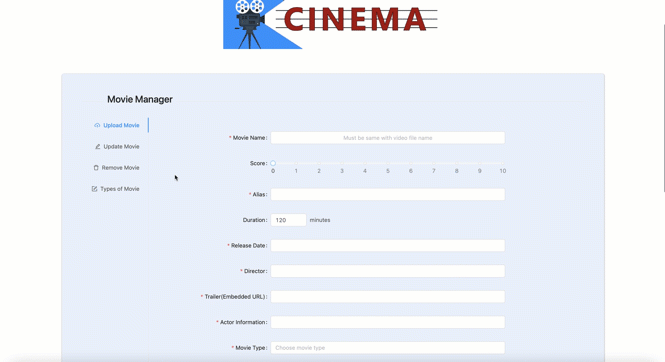 CINEMA
Movie Manager
Upload Movie
Update Movie
Remove Movie
Types of Movie
* Movie Name: Must be same with video file name
Score:
0 1 2 3 4 5 6 7 8 9 10
* Alias:
Duration: 120 minutes
* Release Date:
* Director:
* Trailer(Embedded URL):
* Actor Information:
* Movie Type: Choose movie type